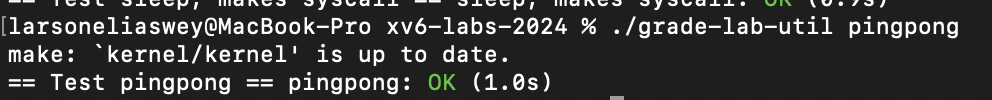 == Test sleep, makes syscall == sleep, makes syscall: OK (0.9s)
[larsoneliaswey@MacBook-Pro xv6-labs-2024 % ./grade-lab-util pingpong
make: `kernel/kernel' is up to date.
== Test pingpong == pingpong: OK (1.0s)